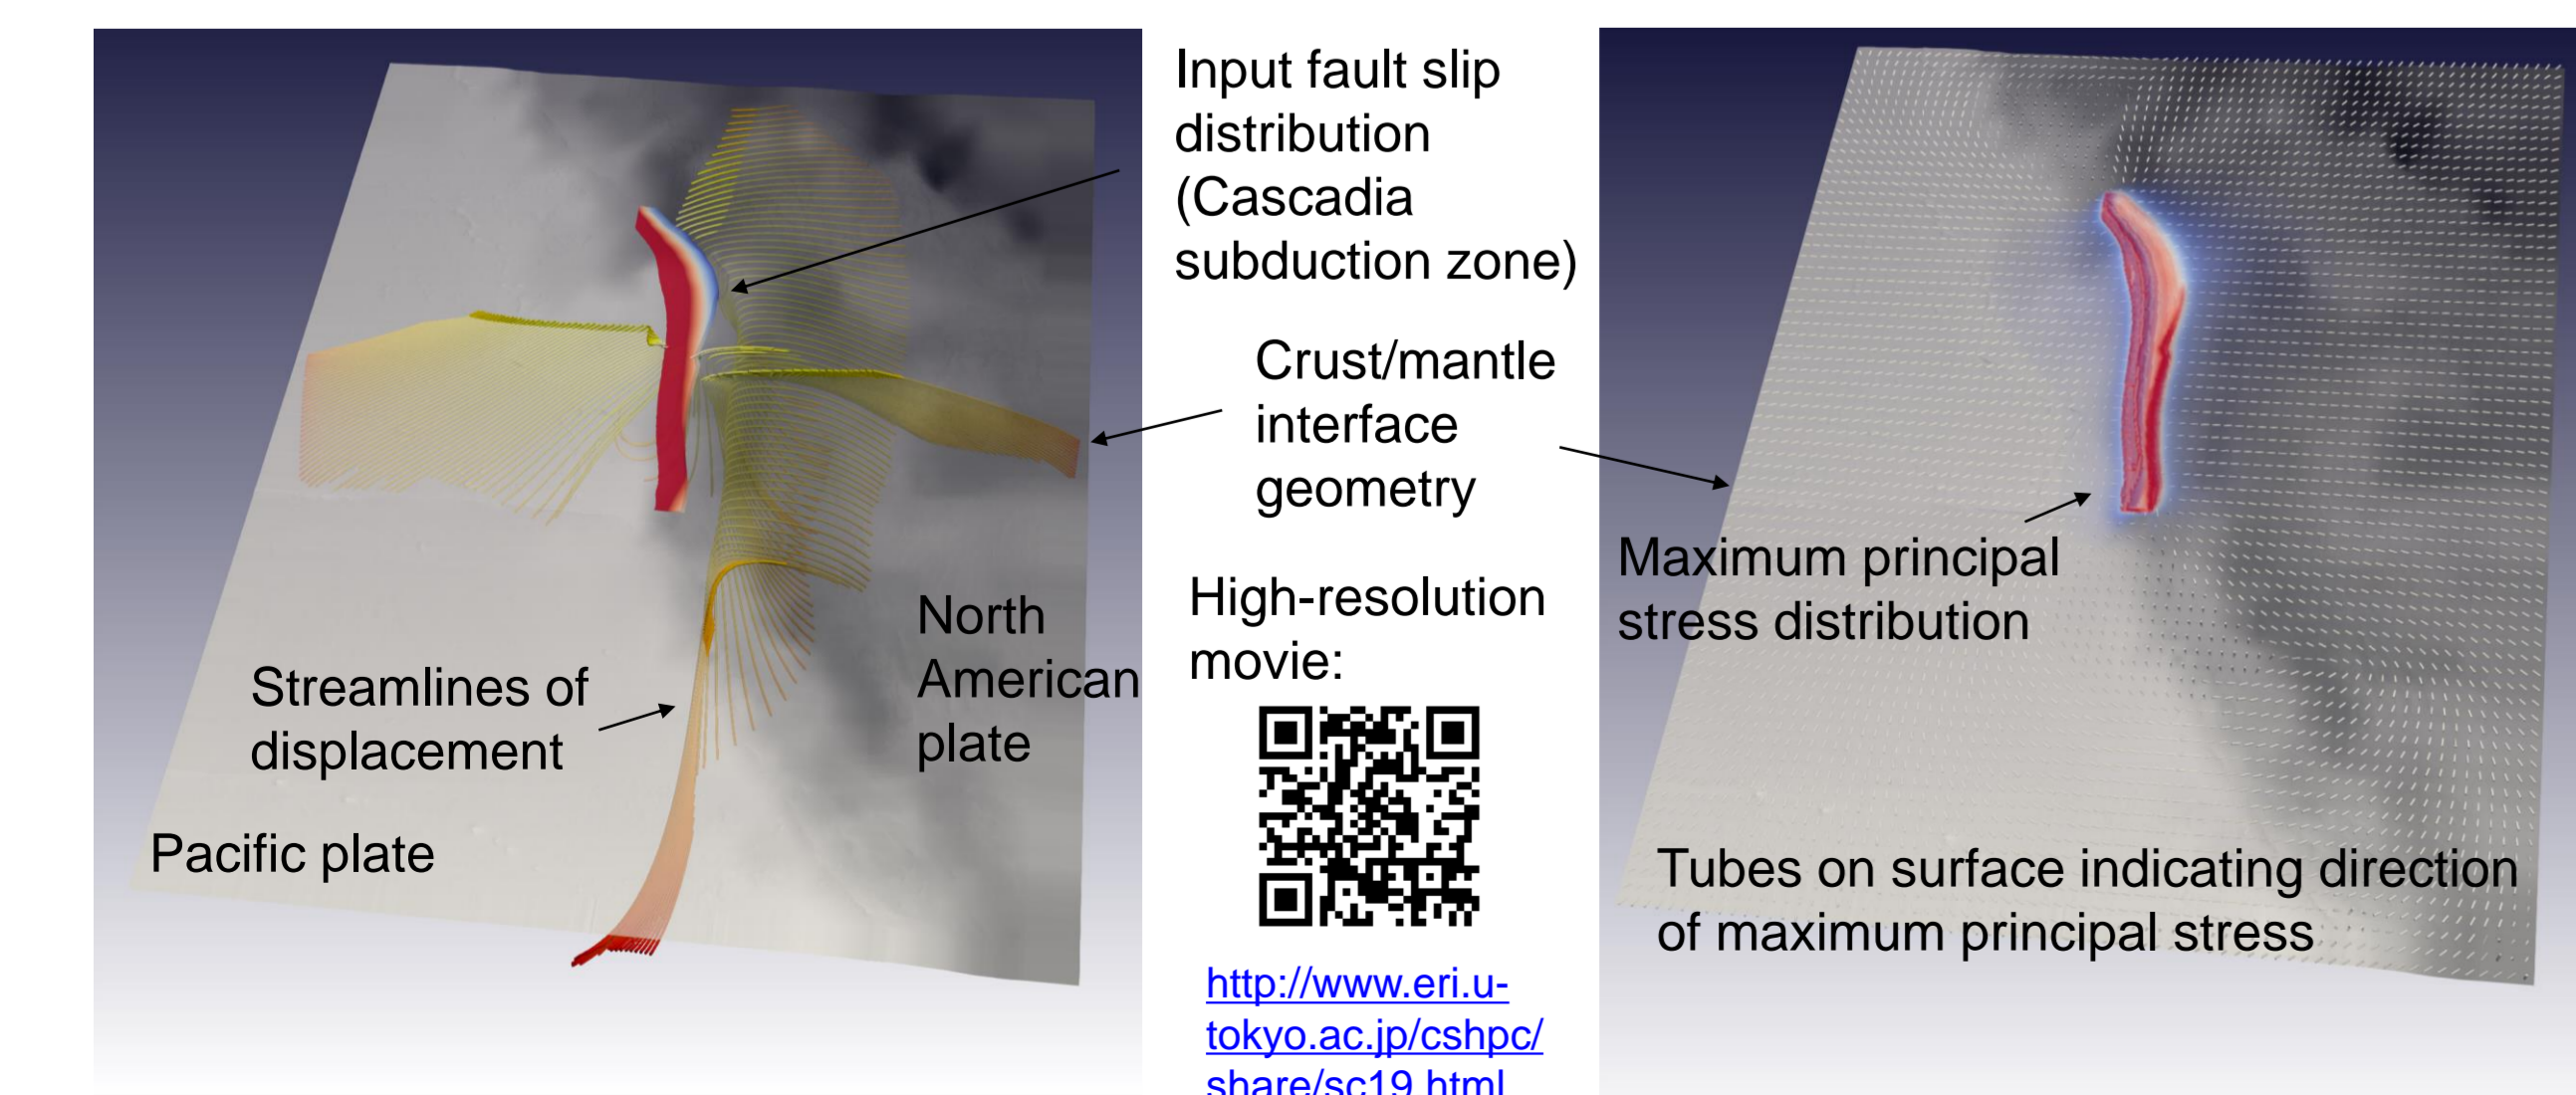 Input fault slip
distribution
(Cascadia
subduction zone)
Crust/mantle
interface
geometry
High-resolution
movie:
http://www.eri.u-
tokyo.ac.jp/cshpc/
share/sc19.html
North
American
plate
Streamlines of
displacement
Pacific plate
Maximum principal
stress distribution
Tubes on surface indicating direction
of maximum principal stress